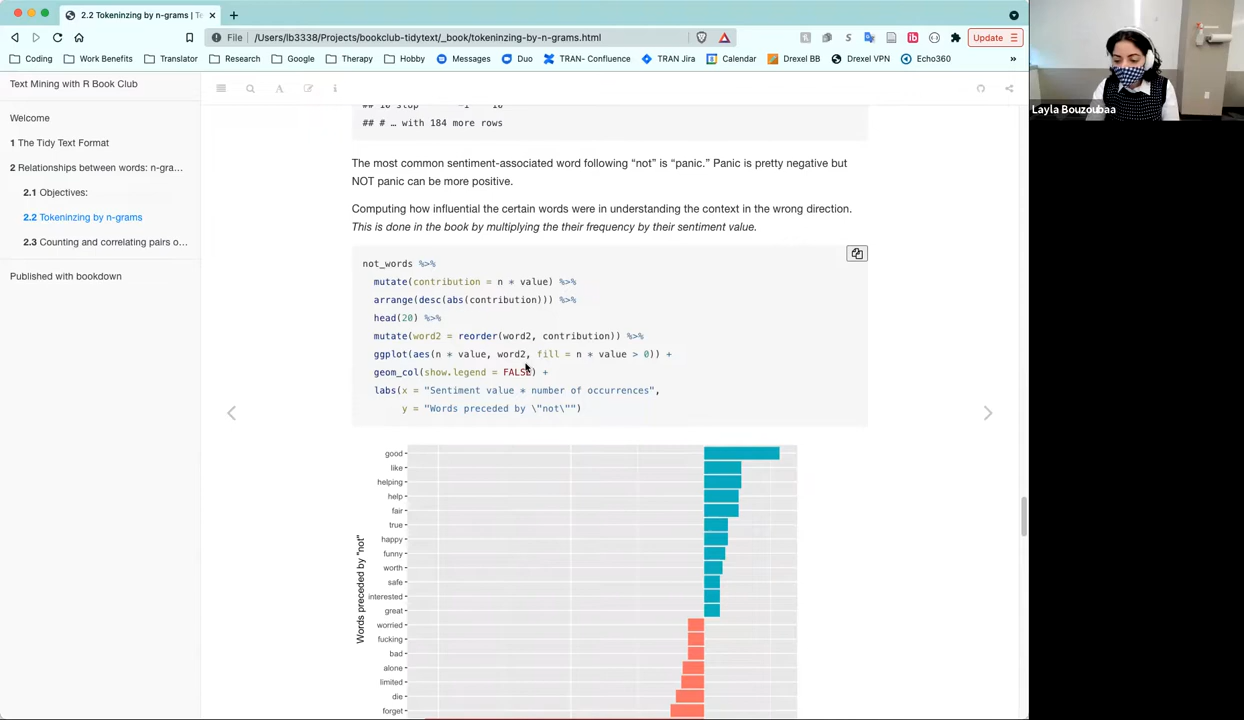 2.2 Tokeninzing by n-grams | Te
File
/Users/lb3338/Projects/bookclub-tidytext/_book/tokeninzing-by-n-grams.html
Update
Coding
Work Benefits
Translator
Research
Google
Therapy
Hobby
Messages
Duo
TRAN- Confluence
TRAN Jira
Calendar
Drexel BB
Drexel VPN
Echo360
»
Text Mining with R Book Club
Welcome
1 The Tidy Text Format
2 Relationships between words: n-gra...
2.1 Objectives:
2.2 Tokeninzing by n-grams
2.3 Counting and correlating pairs o...
Published with bookdown
## 10 stop -1 10
## # … with 184 more rows
The most common sentiment-associated word following “not” is “panic.” Panic is pretty negative but
NOT panic can be more positive.
Computing how influential the certain words were in understanding the context in the wrong direction.
This is done in the book by multiplying the their frequency by their sentiment value.
not_words %>%
mutate(contribution = n * value) %>%
arrange(desc(abs(contribution))) %>%
head(20) %>%
mutate(word2 = reorder(word2, contribution)) %>%
ggplot(aes(n * value, word2, fill = n * value > 0)) +
geom_col(show.legend = FALSE) +
labs(x = "Sentiment value * number of occurrences",
y = "Words preceded by \"not\"")
Words preceded by "not"
good
like
helping
help
fair
true
happy
funny
worth
safe
interested
great
worried
fucking
bad
alone
limited
die
forget
Layla Bouzoubaa